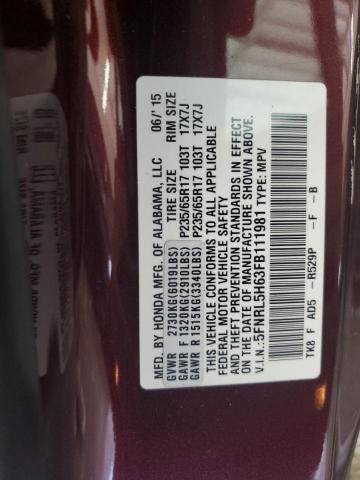 MFD. BY HONDA MFG. OF ALABAMA, LLC 06/'15
TIRE SIZE RIM SIZE
GVWR 2730KG(6019LBS)
GAWR F 1320KG(2910LBS) P235/65R17 103T 17X7J
GAWR R 1515KG(3340LBS) P235/65R17 103T 17X7J
THIS VEHICLE CONFORMS TO ALL APPLICABLE
FEDERAL MOTOR VEHICLE SAFETY
AND THEFT PREVENTION STANDARDS IN EFFECT
ON THE DATE OF MANUFACTURE SHOWN ABOVE.
V.I.N.: 5FNRL5H63FB111981 TYPE: MPV
TK8 F AD5 -R529P -F -B